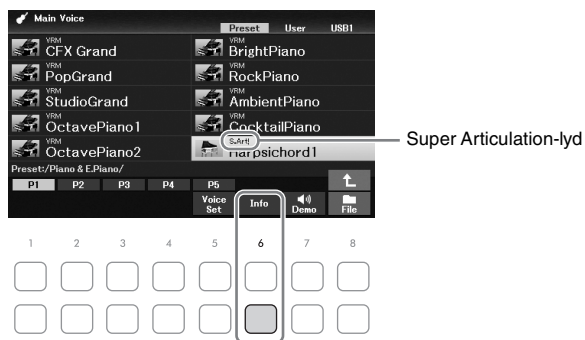 Main Voice
Preset User USB1
VRM VRM
CFX Grand BrightPiano
VRM VRM
PopGrand RockPiano
VRM VRM
StudioGrand AmbientPiano
VRM VRM
OctavePiano1 CocktailPiano
VRM S.Art!
OctavePiano2 Harpsichord1
Super Articulation-lyd
Preset:/Piano & E.Piano/
P1 P2 P3 P4 P5
Voice Set Info Demo File
1 2 3 4 5 6 7 8